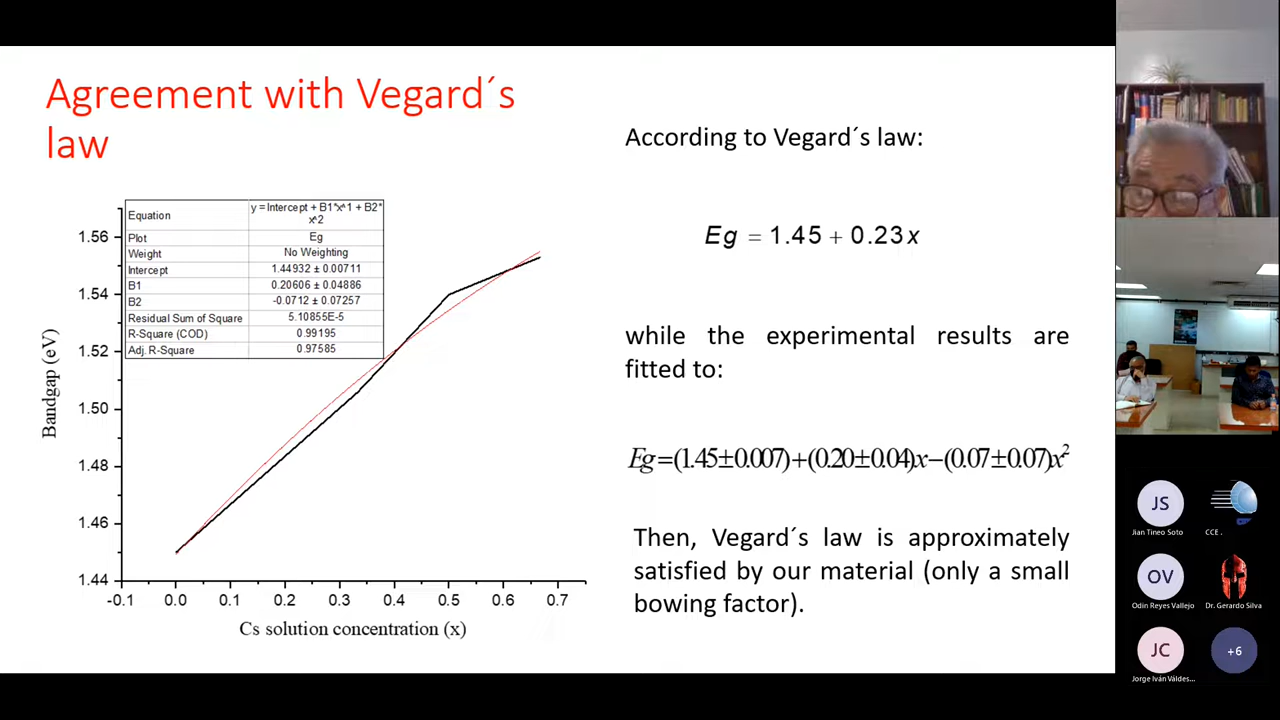 Agreement with Vegard´s
law
Equation
y = Intercept + B1*x^1 + B2*
x^2
Plot Eg
Weight No Weighting
Intercept 1.44932 ± 0.00711
B1 0.20606 ± 0.04886
B2 -0.0712 ± 0.07257
Residual Sum of Square 5.10855E-5
R-Square (COD) 0.99195
Adj. R-Square 0.97585
1.56
1.54
1.52
1.50
1.48
1.46
1.44
Bandgap (eV)
-0.1 0.0 0.1 0.2 0.3 0.4 0.5 0.6 0.7
Cs solution concentration (x)
According to Vegard´s law:
Eg = 1.45 + 0.23 x
while the experimental results are
fitted to:
Eg=(1.45±0.007)+(0.20±0.04)x−(0.07±0.07)x²
Then, Vegard´s law is approximately
satisfied by our material (only a small
bowing factor).
JS
Jian Tineo Soto
CCE .
OV
Odin Reyes Vallejo
Dr. Gerardo Silva
JC
Jorge Iván Váldes...
+6